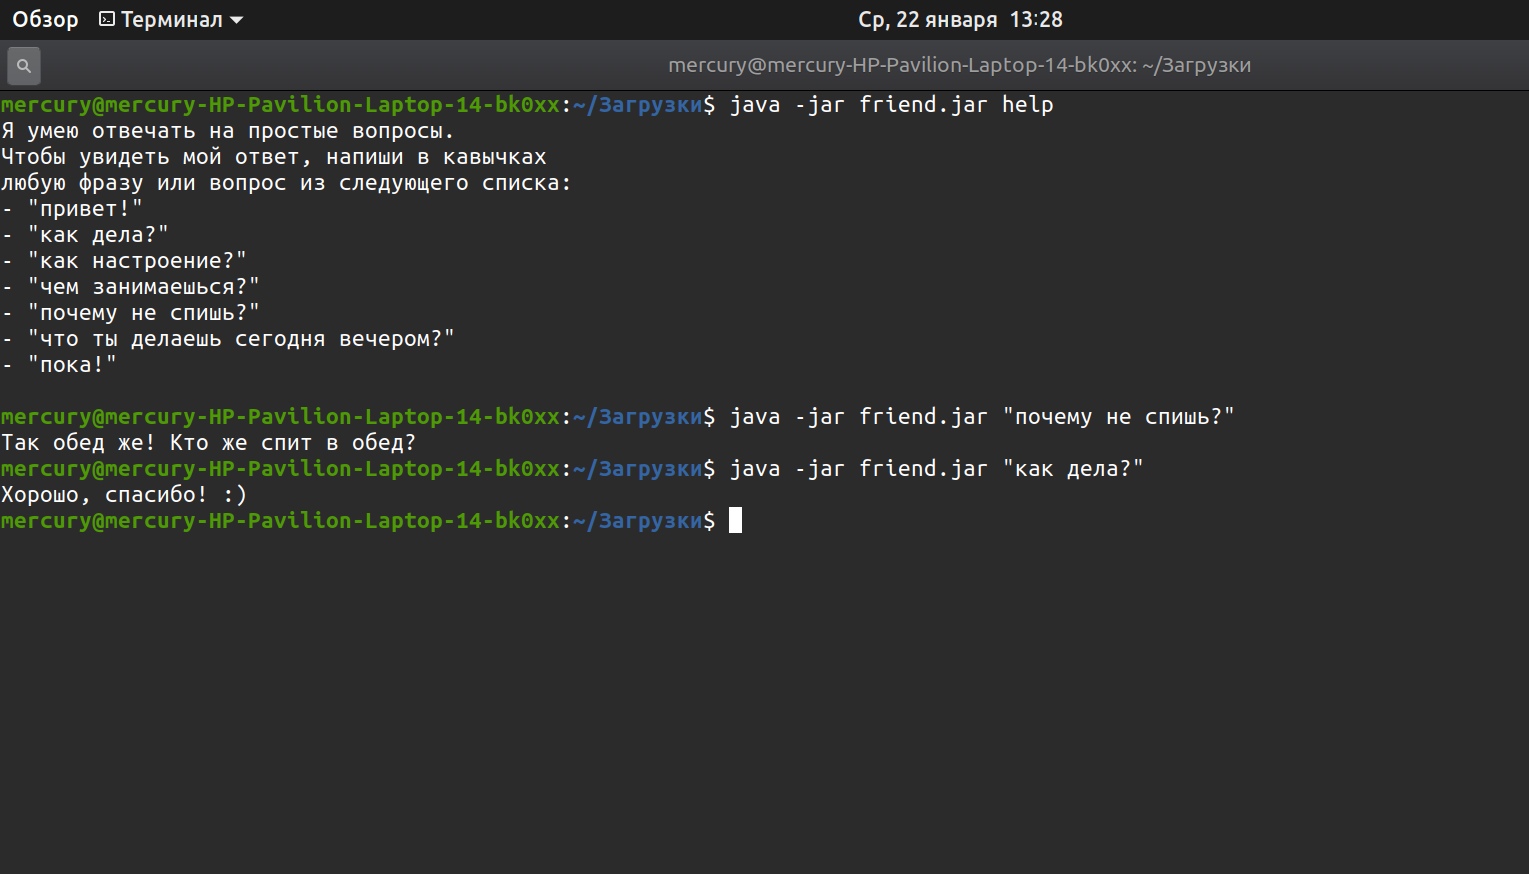 Обзор Терминал Ср, 22 января 13:28
mercury@mercury-HP-Pavilion-Laptop-14-bk0xx: ~/Загрузки
mercury@mercury-HP-Pavilion-Laptop-14-bk0xx:~/Загрузки$ java -jar friend.jar help
Я умею отвечать на простые вопросы.
Чтобы увидеть мой ответ, напиши в кавычках
любую фразу или вопрос из следующего списка:
- "привет!"
- "как дела?"
- "как настроение?"
- "чем занимаешься?"
- "почему не спишь?"
- "что ты делаешь сегодня вечером?"
- "пока!"
mercury@mercury-HP-Pavilion-Laptop-14-bk0xx:~/Загрузки$ java -jar friend.jar "почему не спишь?"
Так обед же! Кто же спит в обед?
mercury@mercury-HP-Pavilion-Laptop-14-bk0xx:~/Загрузки$ java -jar friend.jar "как дела?"
Хорошо, спасибо! :)
mercury@mercury-HP-Pavilion-Laptop-14-bk0xx:~/Загрузки$